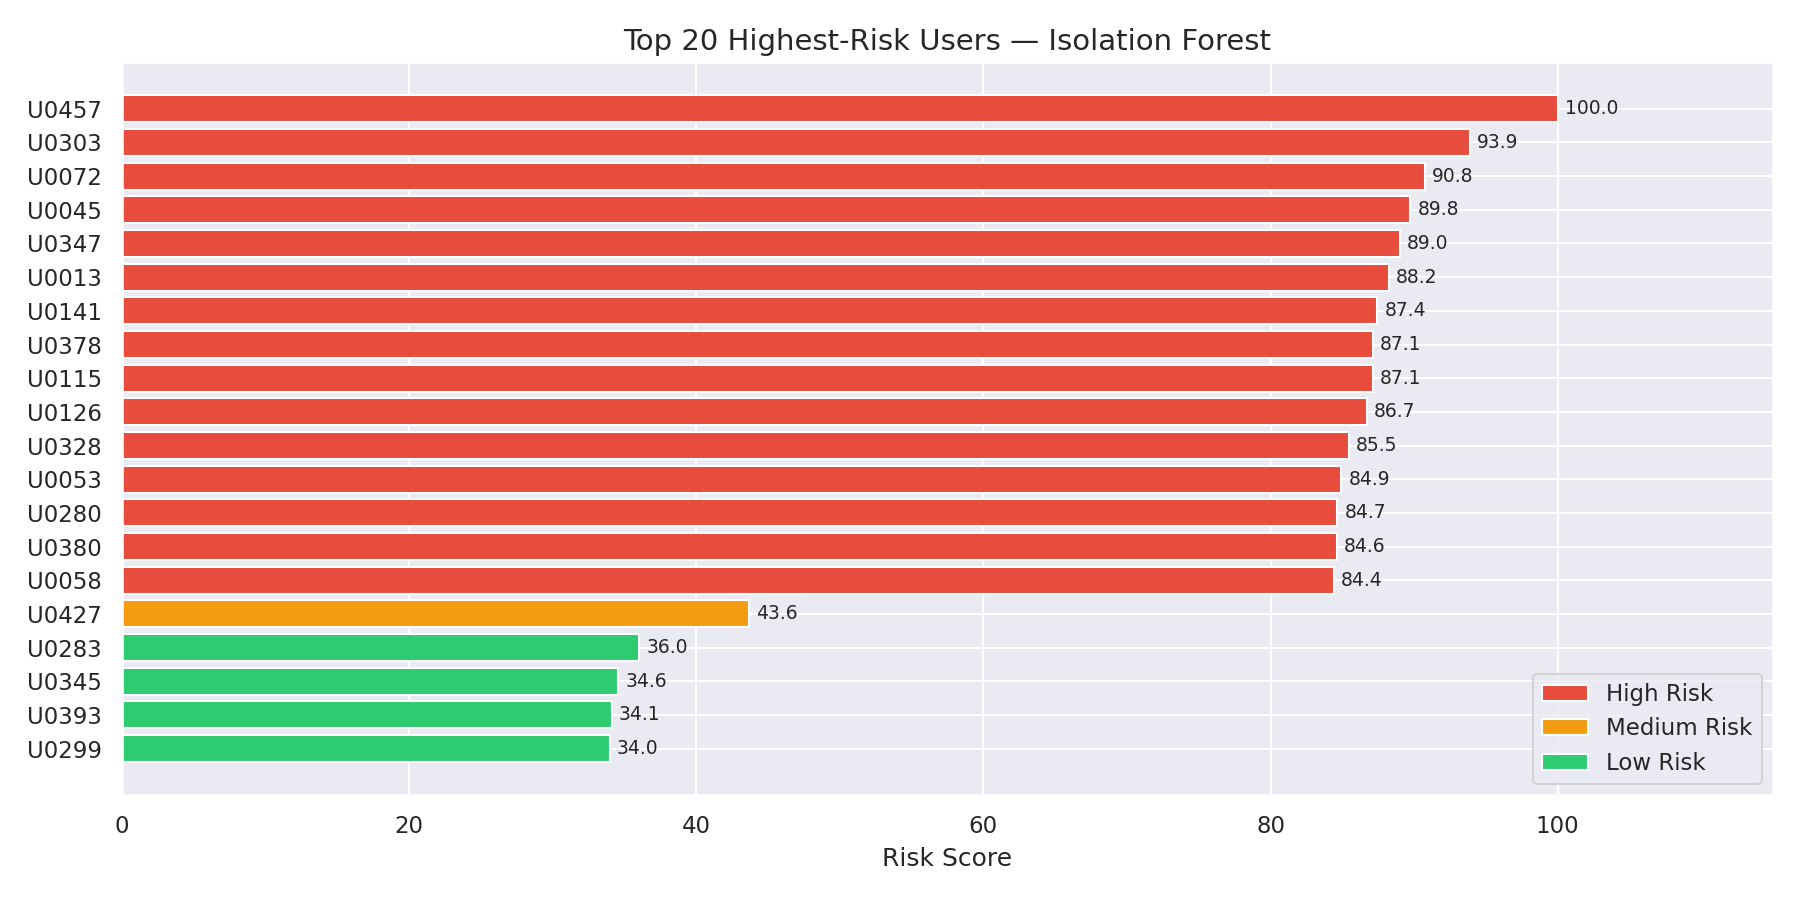 Top 20 Highest-Risk Users — Isolation Forest
U0457 100.0
U0303 93.9
U0072 90.8
U0045 89.8
U0347 89.0
U0013 88.2
U0141 87.4
U0378 87.1
U0115 87.1
U0126 86.7
U0328 85.5
U0053 84.9
U0280 84.7
U0380 84.6
U0058 84.4
U0427 43.6
U0283 36.0
U0345 34.6
U0393 34.1
U0299 34.0
High Risk
Medium Risk
Low Risk
0 20 40 60 80 100
Risk Score